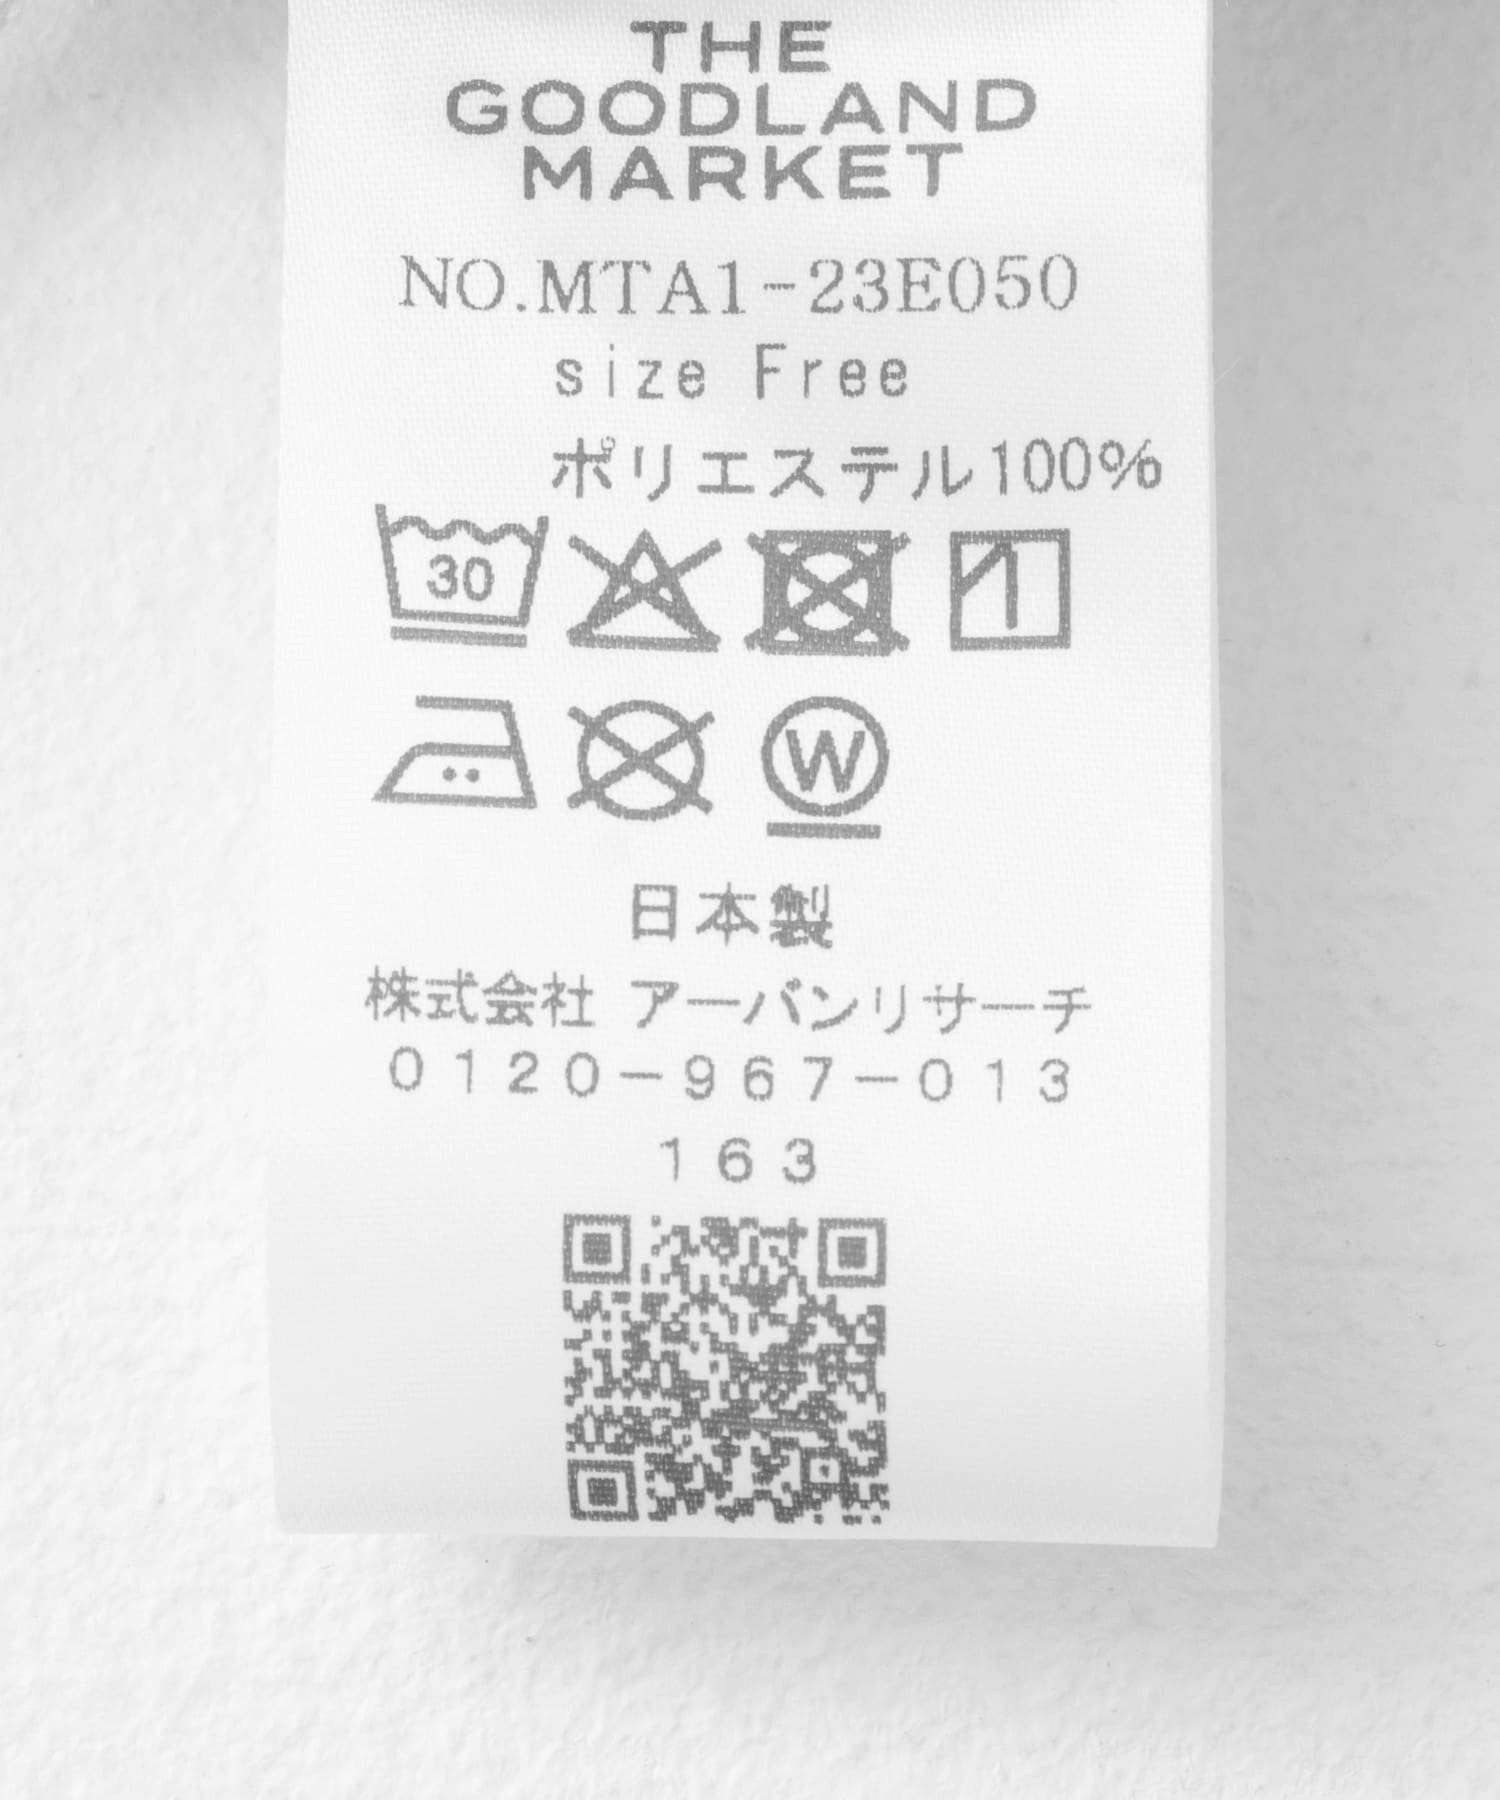 THE
GOODLAND
MARKET
NO.MTA1-23E050
size Free
ポリエステル100%
30
W
日本製
株式会社 アーバンリサーチ
0120-967-013
163